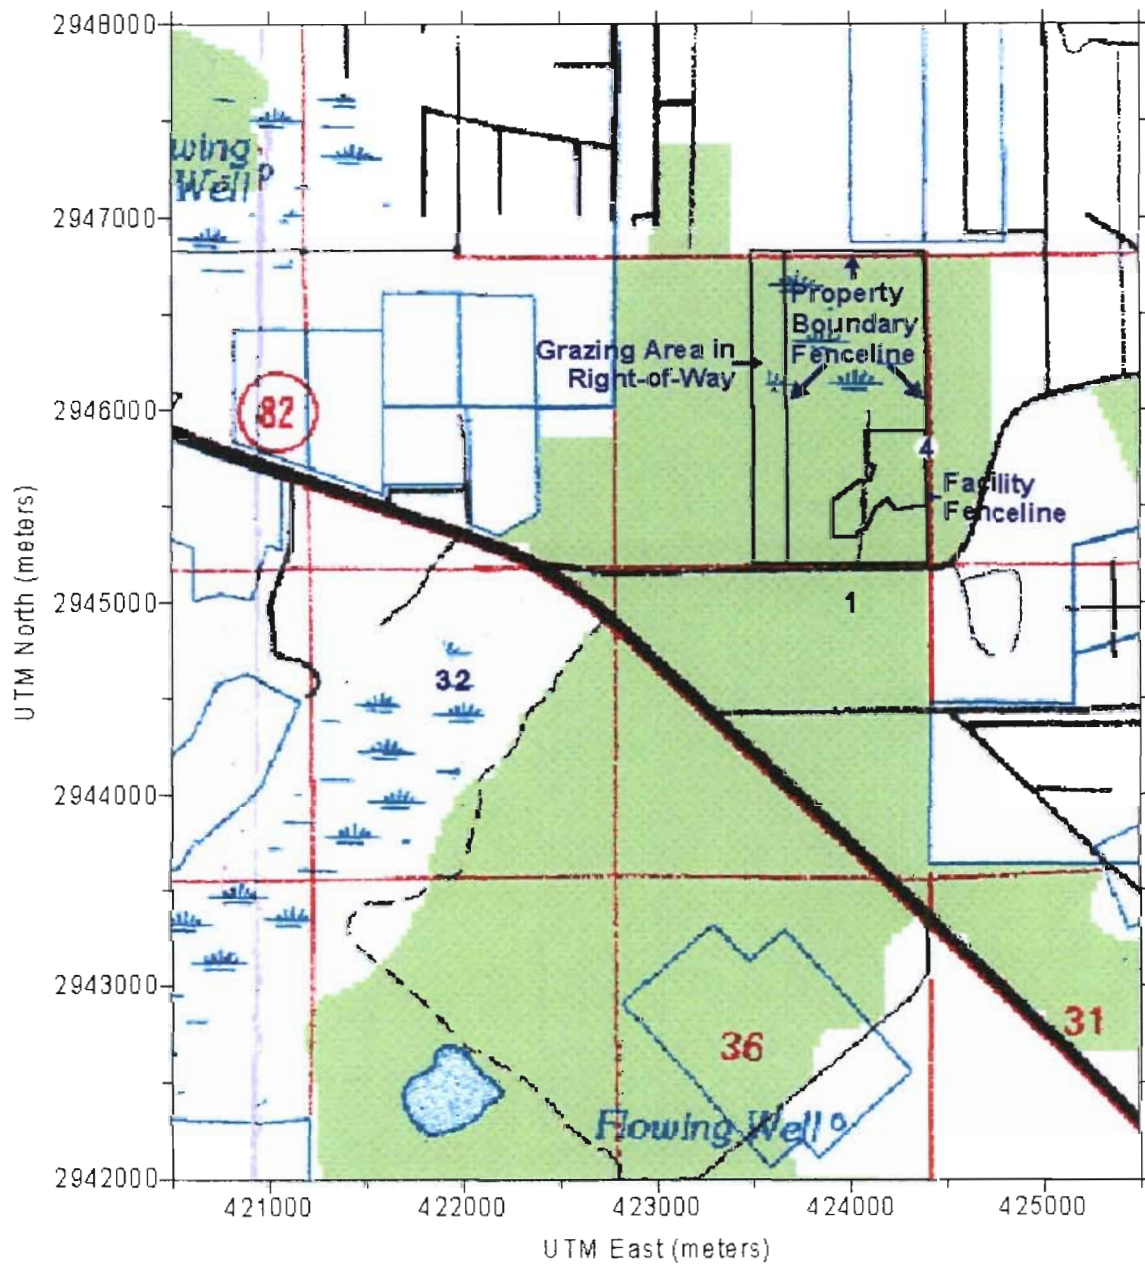 2948000
wing
Well
2947000
Property
Boundary
Fenceline
Grazing Area in
Right-of-Way
2946000
82
4
Facility
Fenceline
UTM North (meters)
2945000
1
32
2944000
2943000
36
31
Flowing Well
2942000
421000
422000
423000
424000
425000
UTM East (meters)